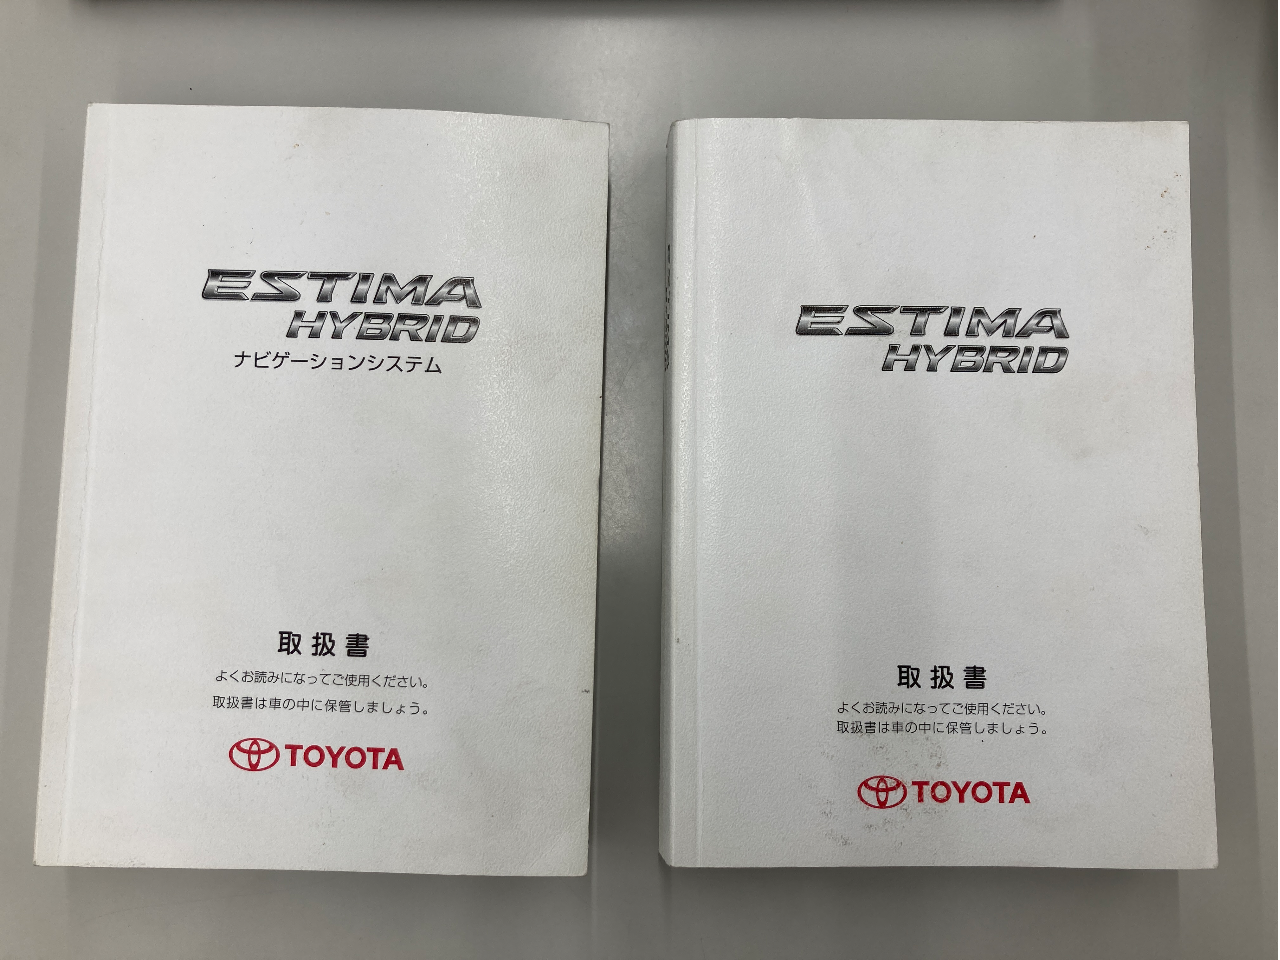 ESTIMA
HYBRID
ナビゲーションシステム
取扱書
よくお読みになってご使用ください。
取扱書は車の中に保管しましょう。
TOYOTA
ESTIMA
HYBRID
取扱書
よくお読みになってご使用ください。
取扱書は車の中に保管しましょう。
TOYOTA